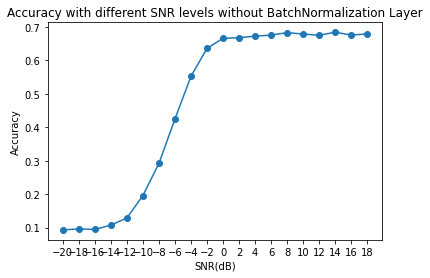 Accuracy with different SNR levels without BatchNormalization Layer
0.7
0.6
0.5
0.4
0.3
0.2
0.1
Accuracy
−20 −18 −16 −14 −12 −10 −8 −6 −4 −2 0 2 4 6 8 10 12 14 16 18
SNR(dB)